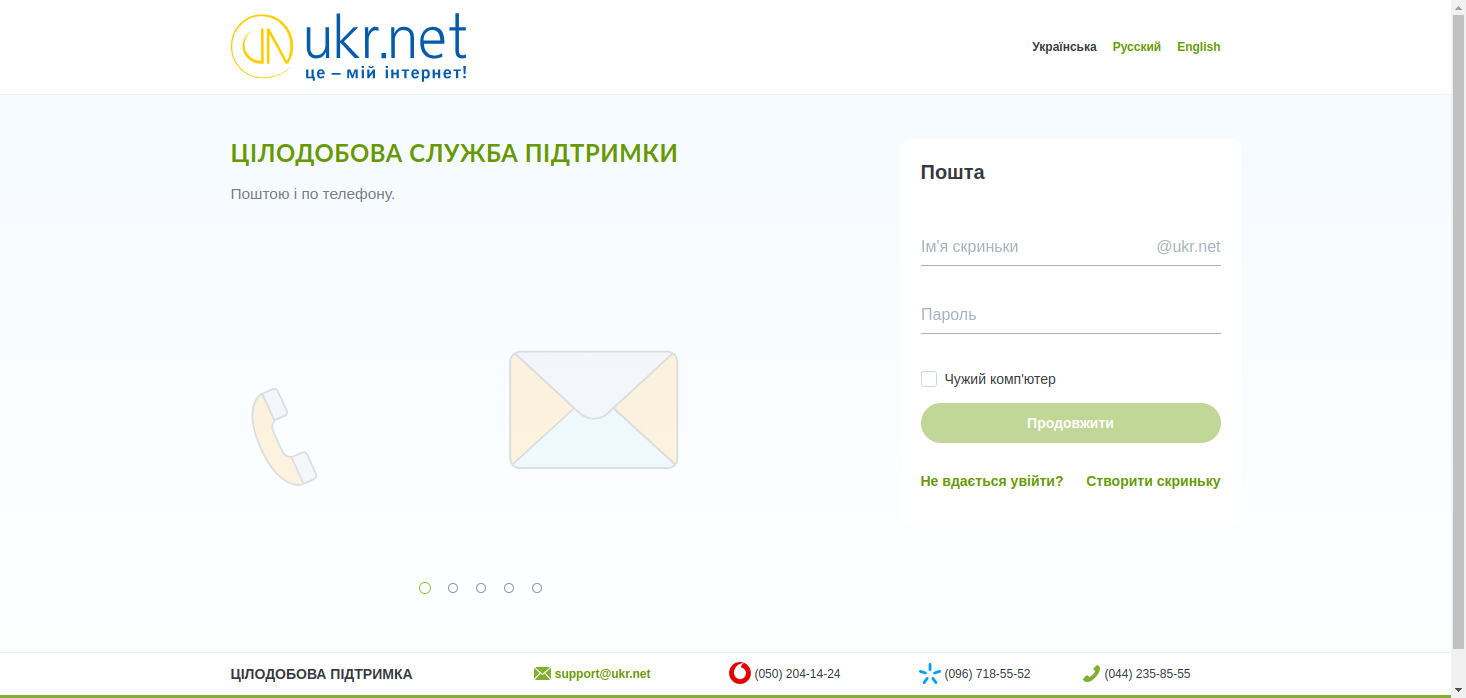 ukr.net
це – мій інтернет!
Українська Русский English
ЦІЛОДОБОВА СЛУЖБА ПІДТРИМКИ
Поштою і по телефону.
Пошта
Ім'я скриньки @ukr.net
Пароль
Чужий комп'ютер
Продовжити
Не вдається увійти? Створити скриньку
ЦІЛОДОБОВА ПІДТРИМКА support@ukr.net (050) 204-14-24 (096) 718-55-52 (044) 235-85-55